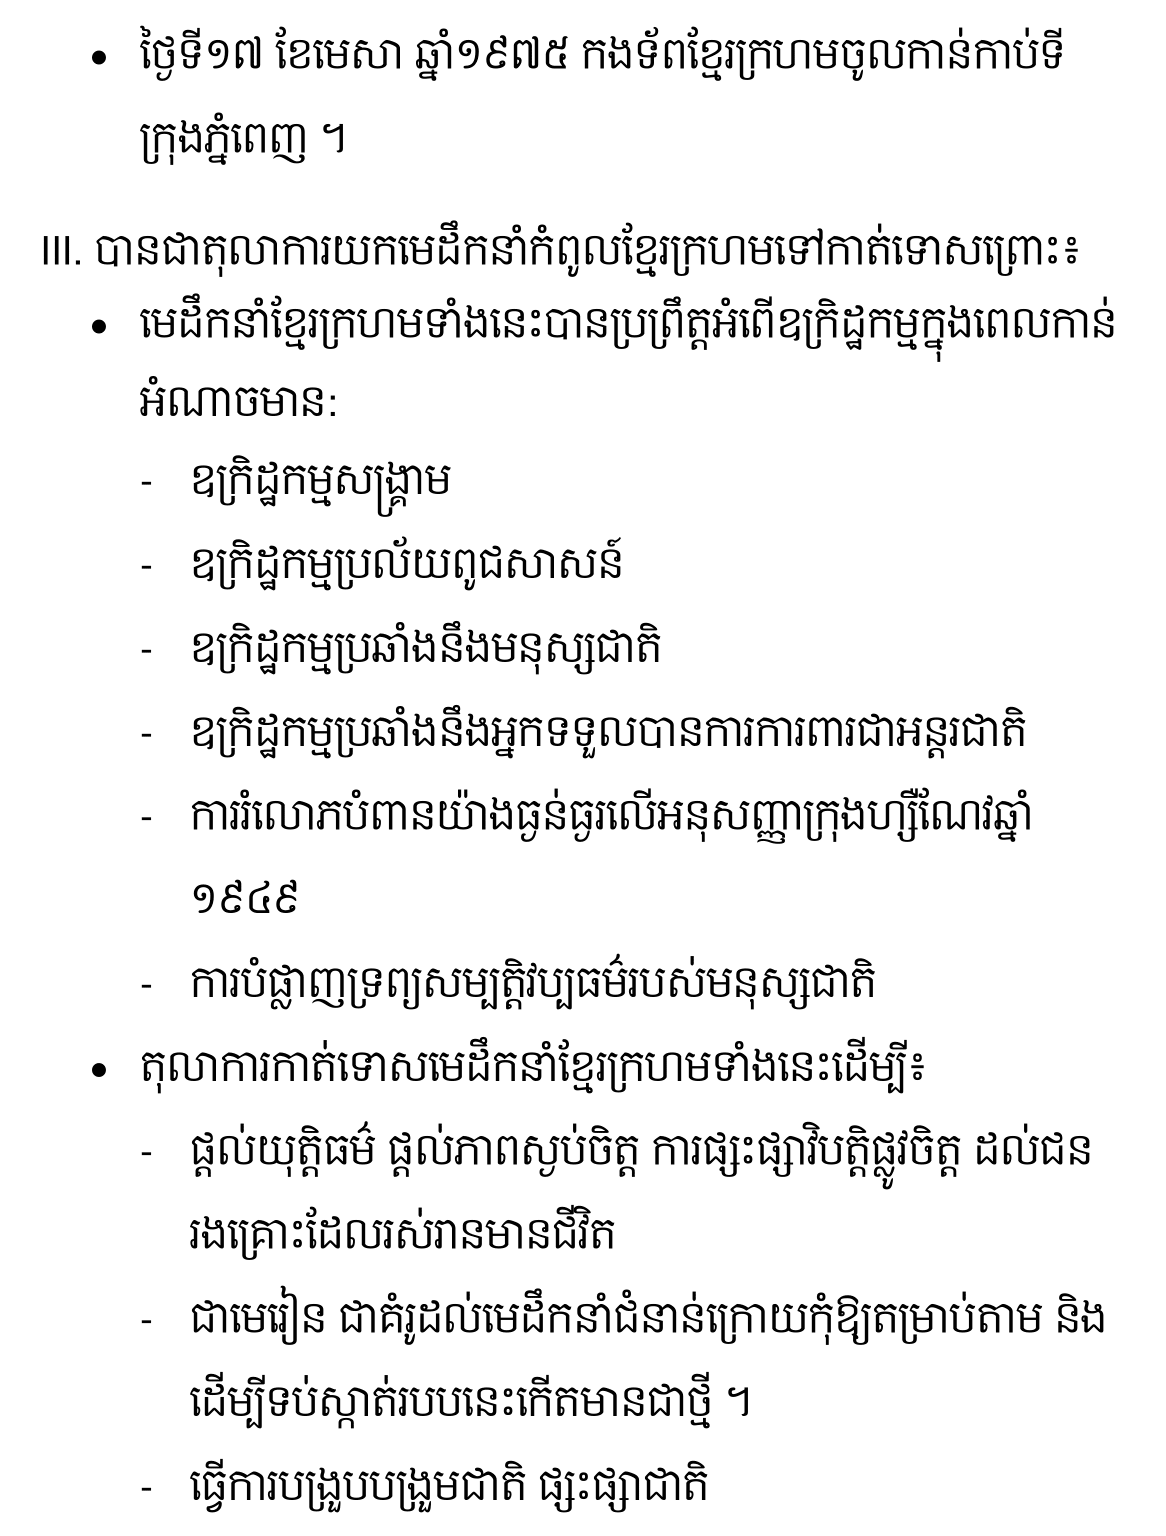 • ថ្ងៃទី១៧ ខែមេសា ឆ្នាំ១៩៧៥ កងទ័ពខ្មែរក្រហមចូលកាន់កាប់ទី
ក្រុងភ្នំពេញ ។
III. បានជាតុលាការយកមេដឹកនាំកំពូលខ្មែរក្រហមទៅកាត់ទោសព្រោះ៖
• មេដឹកនាំខ្មែរក្រហមទាំងនេះបានប្រព្រឹត្តអំពើឧក្រិដ្ឋកម្មក្នុងពេលកាន់
អំណាចមាន:
- ឧក្រិដ្ឋកម្មសង្គ្រាម
- ឧក្រិដ្ឋកម្មប្រល័យពូជសាសន៍
- ឧក្រិដ្ឋកម្មប្រឆាំងនឹងមនុស្សជាតិ
- ឧក្រិដ្ឋកម្មប្រឆាំងនឹងអ្នកទទួលបានការការពារជាអន្តរជាតិ
- ការរំលោភបំពានយ៉ាងធ្ងន់ធ្ងរលើអនុសញ្ញាក្រុងហ្សឺណែវឆ្នាំ
១៩៤៩
- ការបំផ្លាញទ្រព្យសម្បត្តិវប្បធម៌របស់មនុស្សជាតិ
• តុលាការកាត់ទោសមេដឹកនាំខ្មែរក្រហមទាំងនេះដើម្បី៖
- ផ្តល់យុត្តិធម៌ ផ្តល់ភាពស្ងប់ចិត្ត ការផ្សះផ្សាវិបត្តិផ្លូវចិត្ត ដល់ជន
រងគ្រោះដែលរស់រានមានជីវិត
- ជាមេរៀន ជាគំរូដល់មេដឹកនាំជំនាន់ក្រោយកុំឱ្យតម្រាប់តាម និង
ដើម្បីទប់ស្កាត់របបនេះកើតមានជាថ្មី ។
- ធ្វើការបង្រួបបង្រួមជាតិ ផ្សះផ្សាជាតិ